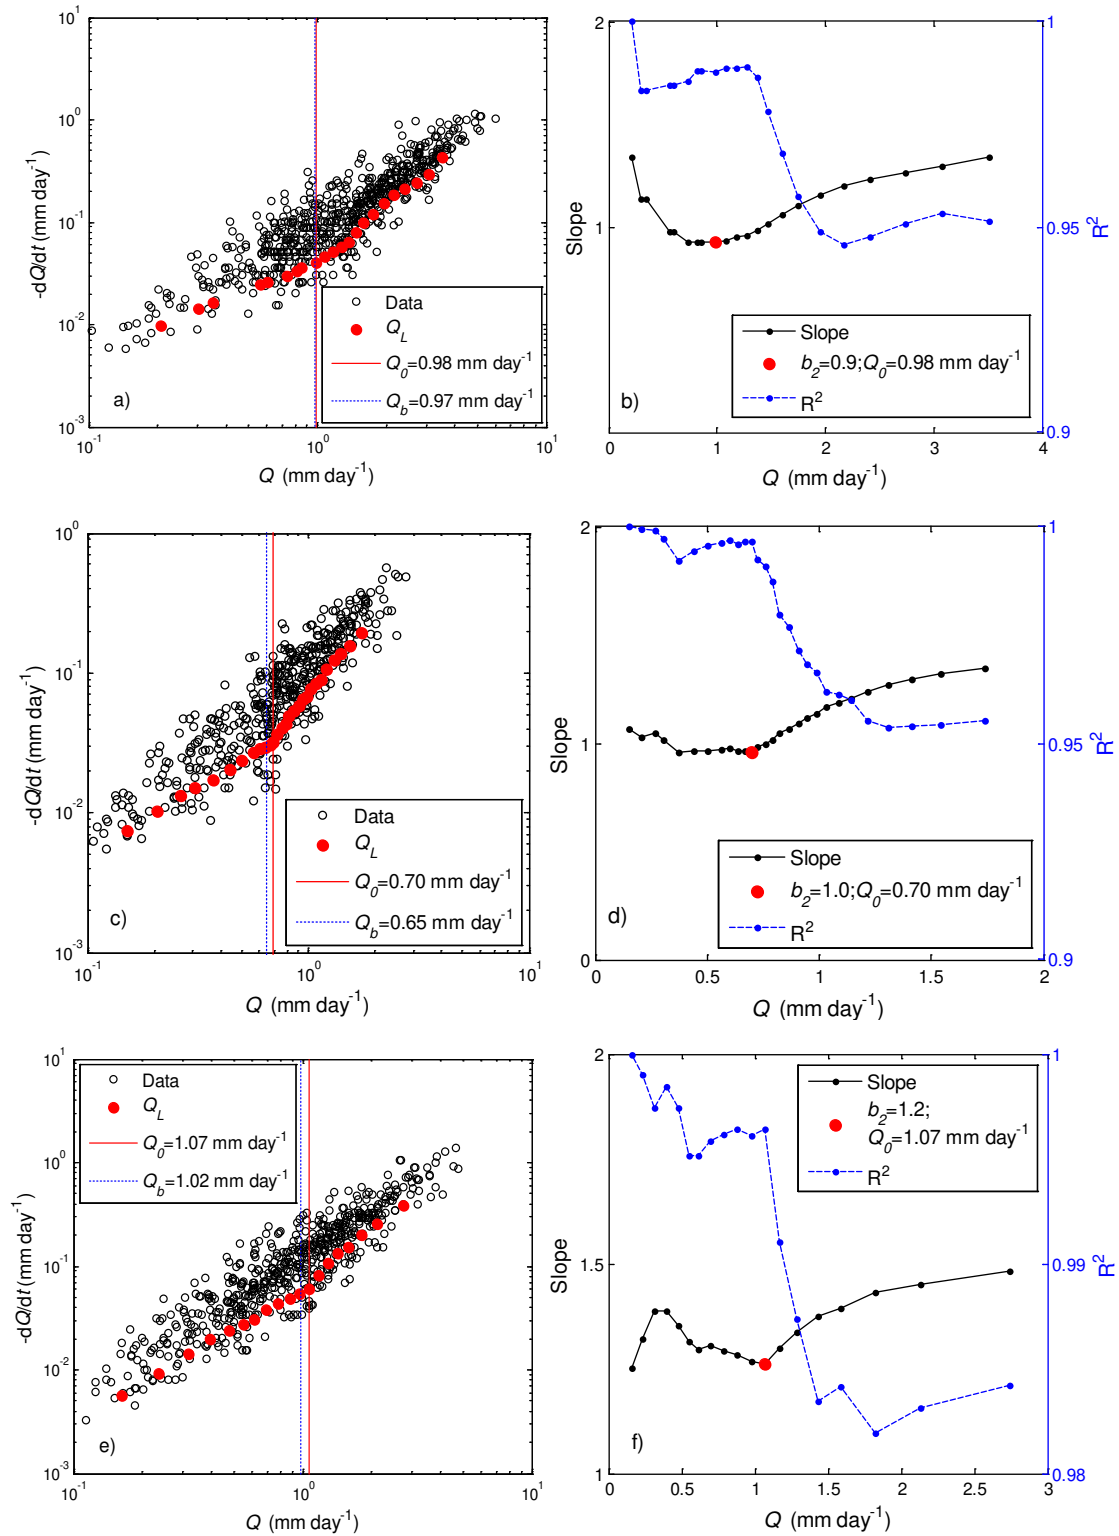 10^1
10^0
10^-1
10^-2
10^-3
10^-1
10^0
10^1
-dQ/dt (mm day^-1)
Q (mm day^-1)
a)
Data
Q_L
Q_0=0.98 mm day^-1
Q_b=0.97 mm day^-1
2
1
0
1
2
3
4
1
0.95
0.9
Slope
R^2
Q (mm day^-1)
b)
Slope
b_2=0.9;Q_0=0.98 mm day^-1
R^2
10^0
10^-1
10^-2
10^-3
10^-1
10^0
10^1
-dQ/dt (mm day^-1)
Q (mm day^-1)
c)
Data
Q_L
Q_0=0.70 mm day^-1
Q_b=0.65 mm day^-1
2
1
0
0
0.5
1
1.5
2
1
0.95
0.9
Slope
R^2
Q (mm day^-1)
d)
Slope
b_2=1.0;Q_0=0.70 mm day^-1
R^2
10^1
10^0
10^-1
10^-2
10^-3
10^-1
10^0
10^1
-dQ/dt (mm day^-1)
Q (mm day^-1)
e)
Data
Q_L
Q_0=1.07 mm day^-1
Q_b=1.02 mm day^-1
2
1.5
1
0
0.5
1
1.5
2
2.5
3
1
0.99
0.98
Slope
R^2
Q (mm day^-1)
f)
Slope
b_2=1.2;
Q_0=1.07 mm day^-1
R^2